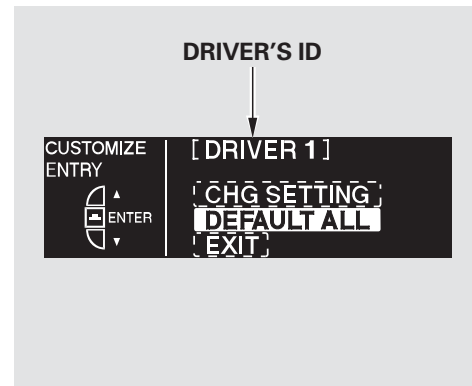 DRIVER'S ID
CUSTOMIZE
ENTRY
ENTER
[ DRIVER 1 ]
CHG SETTING
DEFAULT ALL
EXIT